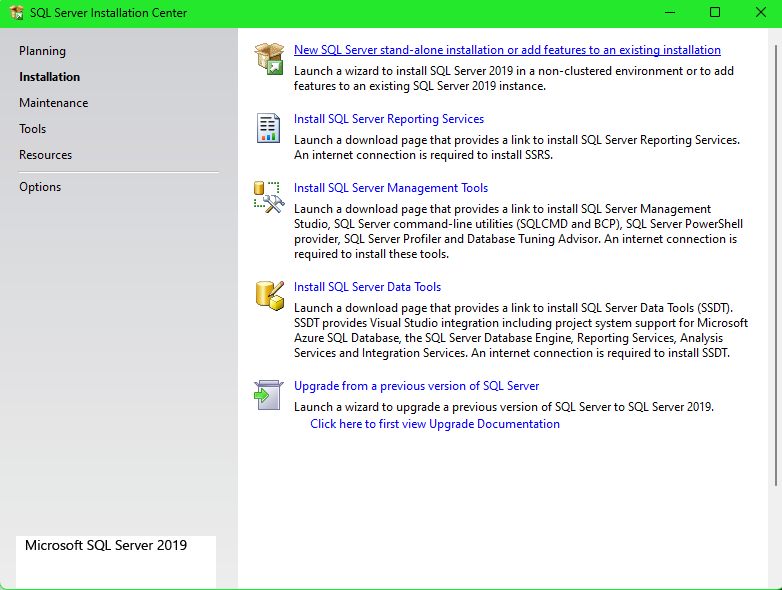 SQL Server Installation Center
Planning
Installation
Maintenance
Tools
Resources
Options
Microsoft SQL Server 2019
New SQL Server stand-alone installation or add features to an existing installation
Launch a wizard to install SQL Server 2019 in a non-clustered environment or to add
features to an existing SQL Server 2019 instance.
Install SQL Server Reporting Services
Launch a download page that provides a link to install SQL Server Reporting Services.
An internet connection is required to install SSRS.
Install SQL Server Management Tools
Launch a download page that provides a link to install SQL Server Management
Studio, SQL Server command-line utilities (SQLCMD and BCP), SQL Server PowerShell
provider, SQL Server Profiler and Database Tuning Advisor. An internet connection is
required to install these tools.
Install SQL Server Data Tools
Launch a download page that provides a link to install SQL Server Data Tools (SSDT).
SSDT provides Visual Studio integration including project system support for Microsoft
Azure SQL Database, the SQL Server Database Engine, Reporting Services, Analysis
Services and Integration Services. An internet connection is required to install SSDT.
Upgrade from a previous version of SQL Server
Launch a wizard to upgrade a previous version of SQL Server to SQL Server 2019.
Click here to first view Upgrade Documentation